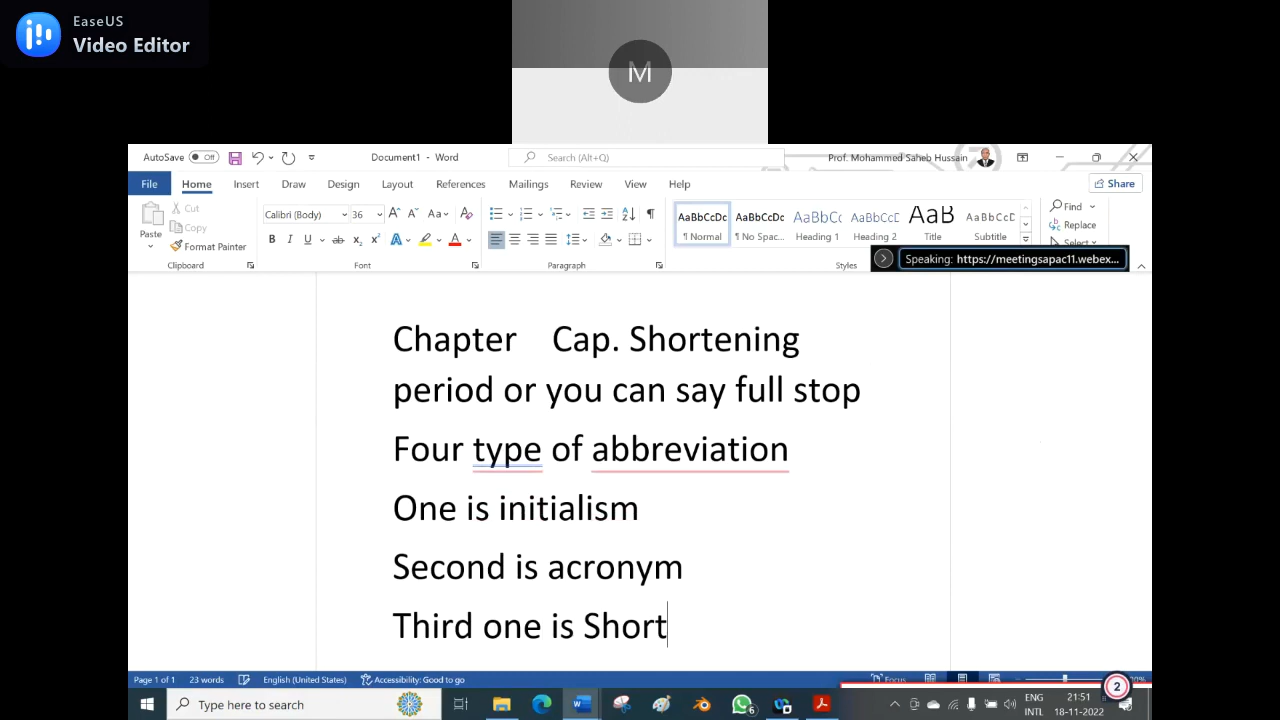 EaseUS
Video Editor
M
AutoSave Off Document1 - Word Search (Alt+Q) Prof. Mohammed Saheb Hussain
File Home Insert Draw Design Layout References Mailings Review View Help Share
Paste Cut Copy Format Painter Clipboard
Calibri (Body) 36 Font
Paragraph
AaBbCcDc ¶ Normal AaBbCcDc ¶ No Spac... AaBbCc Heading 1 AaBbCcD Heading 2 AaB Title AaBbCcD Subtitle Styles
Find Replace Select
Speaking: https://meetingsapac11.webex...
Chapter Cap. Shortening
period or you can say full stop
Four type of abbreviation
One is initialism
Second is acronym
Third one is Short
Page 1 of 1 23 words English (United States) Accessibility: Good to go Focus
Type here to search 6 ENG INTL 21:51 18-11-2022 2